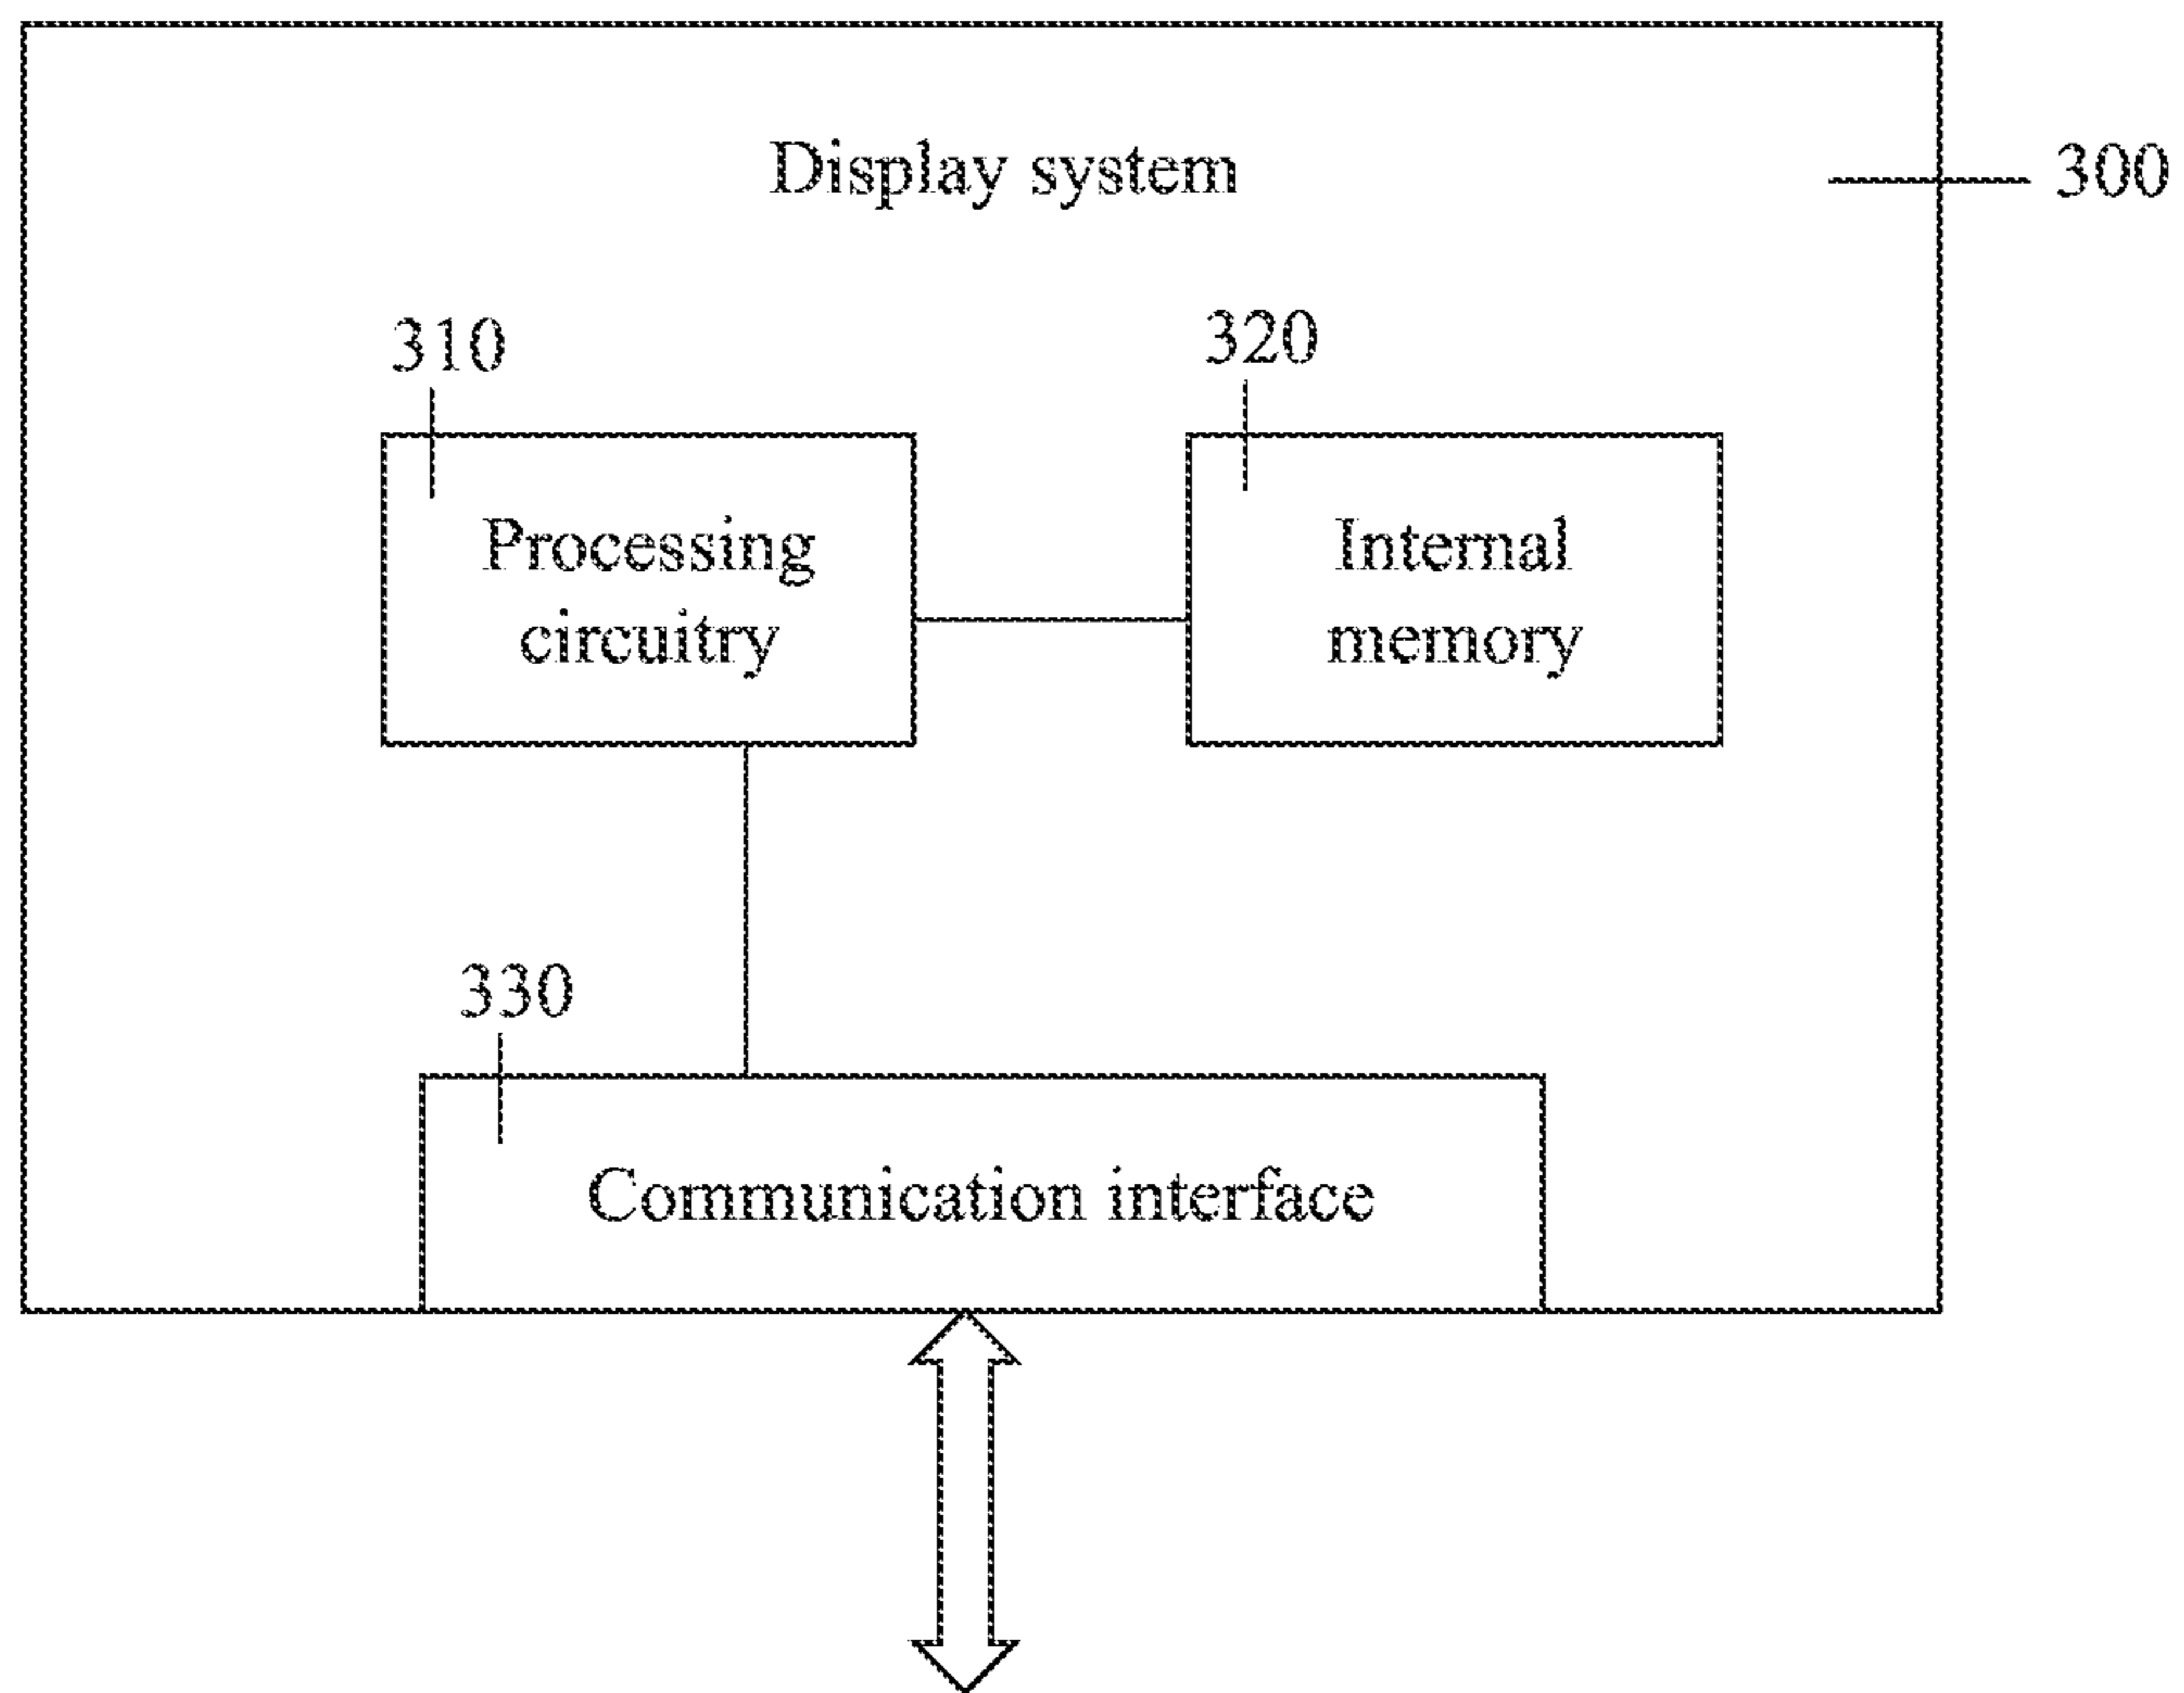 Display system
300
310
320
Processing
circuitry
Internal
memory
330
Communication interface